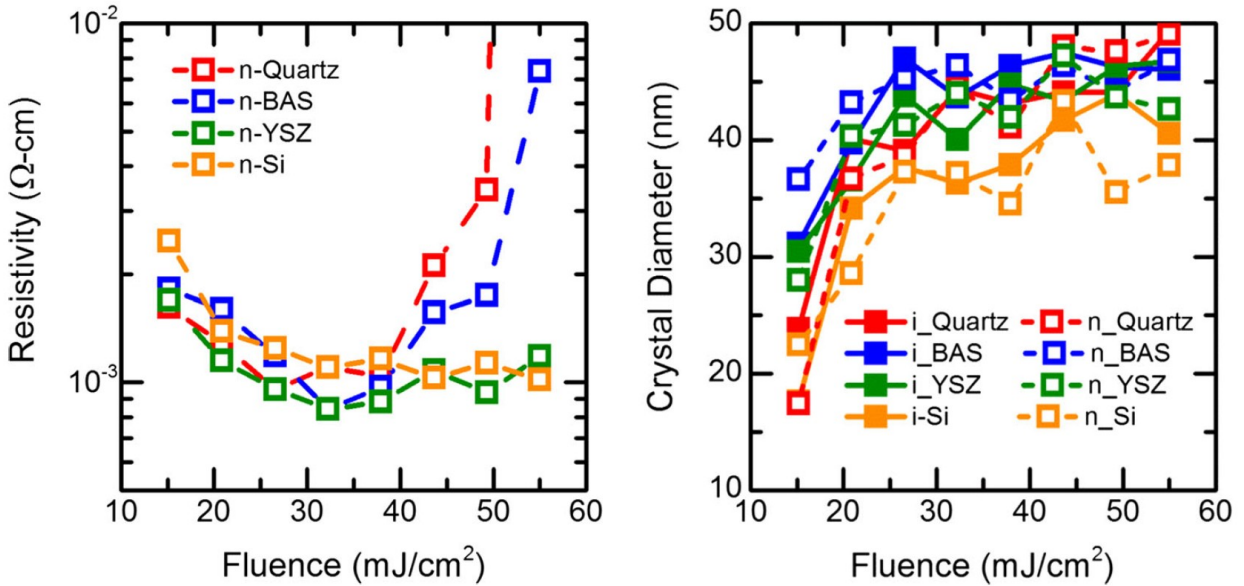 10⁻²
10⁻³
Resistivity (Ω-cm)
n-Quartz
n-BAS
n-YSZ
n-Si
10 20 30 40 50 60
Fluence (mJ/cm²)
50
40
30
20
10
Crystal Diameter (nm)
i_Quartz n_Quartz
i_BAS n_BAS
i_YSZ n_YSZ
i-Si n_Si
10 20 30 40 50 60
Fluence (mJ/cm²)